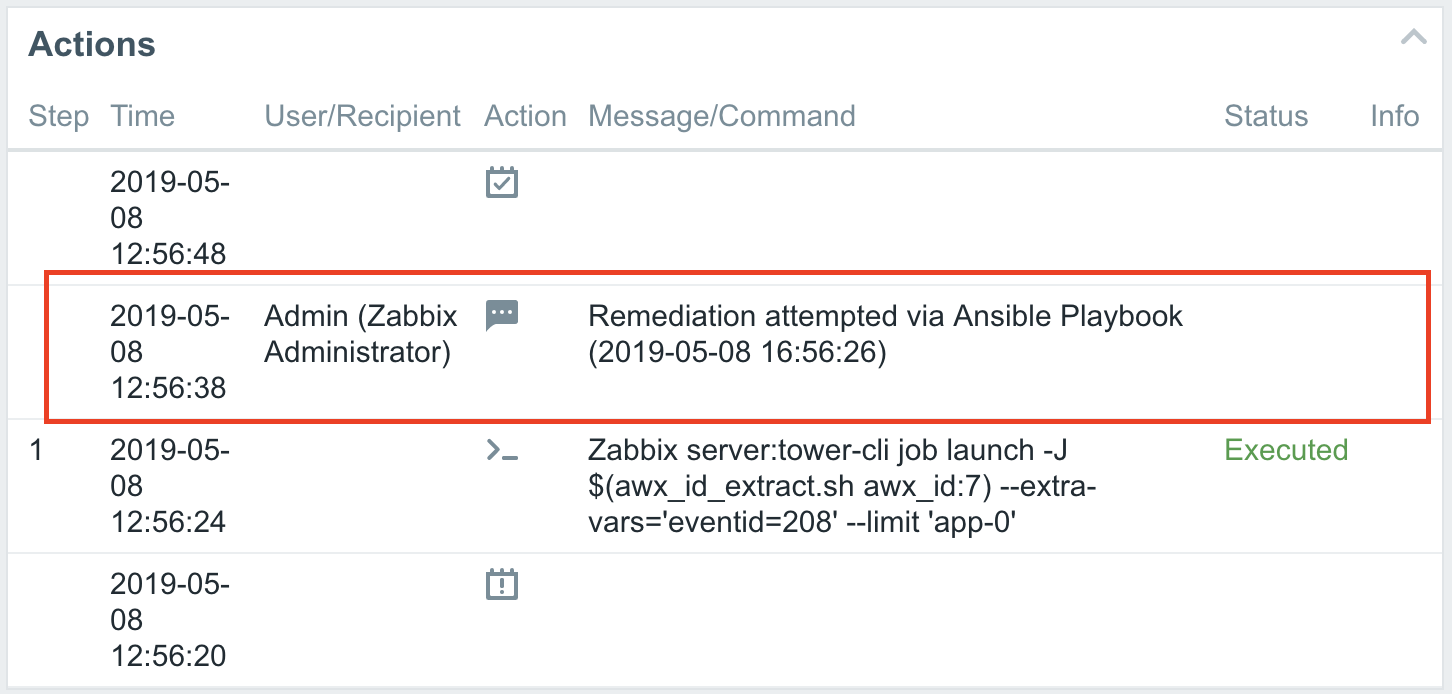 Actions
Step Time User/Recipient Action Message/Command Status Info
2019-05-
08
12:56:48
2019-05- Admin (Zabbix Remediation attempted via Ansible Playbook
08 Administrator) (2019-05-08 16:56:26)
12:56:38
1 2019-05- Zabbix server:tower-cli job launch -J Executed
08 $(awx_id_extract.sh awx_id:7) --extra-
12:56:24 vars='eventid=208' --limit 'app-0'
2019-05-
08
12:56:20